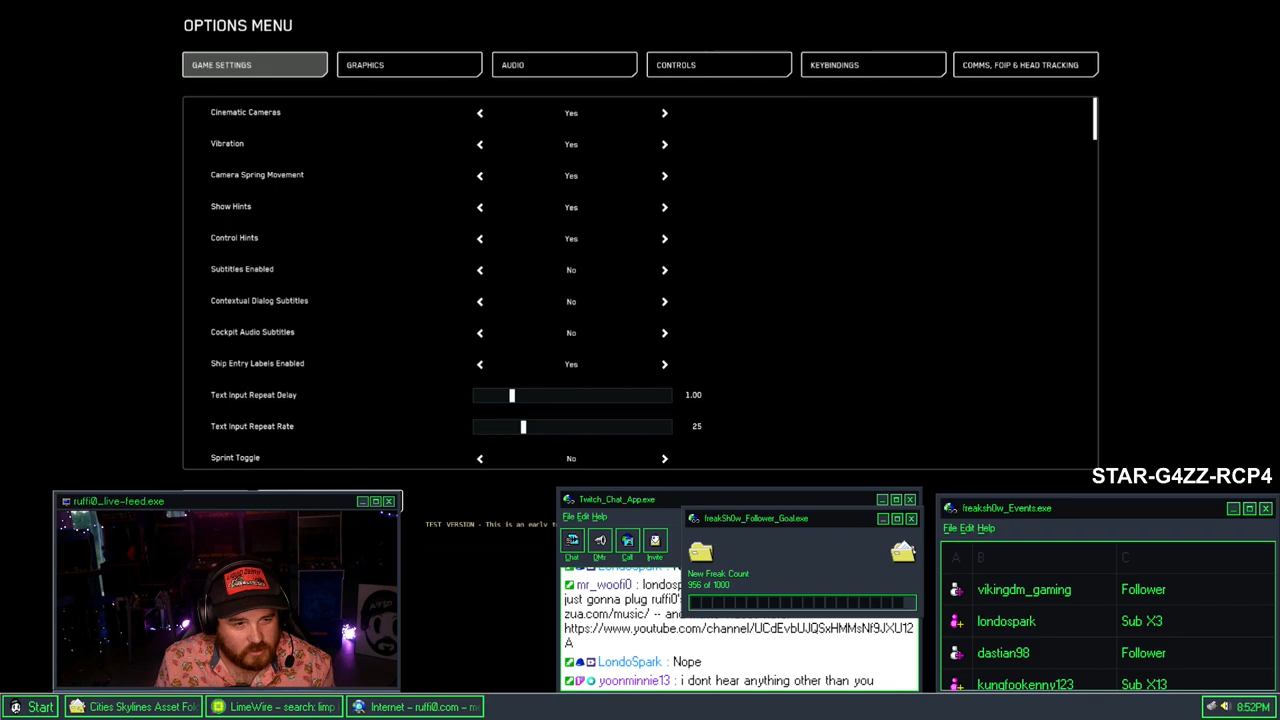 OPTIONS MENU
GAME SETTINGS GRAPHICS AUDIO CONTROLS KEYBINDINGS COMMS, FOIP & HEAD TRACKING
Cinematic Cameras Yes
Vibration Yes
Camera Spring Movement Yes
Show Hints Yes
Control Hints Yes
Subtitles Enabled No
Contextual Dialog Subtitles No
Cockpit Audio Subtitles No
Ship Entry Labels Enabled Yes
Text Input Repeat Delay 1.00
Text Input Repeat Rate 25
Sprint Toggle No
STAR-G4ZZ-RCP4
ruffi0_live-feed.exe
TEST VERSION - This is an early
Twitch_Chat_App.exe
File Edit Help
Chat DMs Call Invite
LondoSpark
mr_woofi0 : londosp
just gonna plug ruffi0's
zua.com/music/ -- an
https://www.youtube.com/channel/UCdEvbUJQSxHMMsNf9JXU12
A
LondoSpark : Nope
yoonminnie13 : i dont hear anything other than you
freakSh0w_Follower_Goal.exe
New Freak Count
956 of 1000
freaksh0w_Events.exe
File Edit Help
A B C
vikingdm_gaming Follower
londospark Sub X3
dastian98 Follower
kungfookenny123 Sub X13
Start Cities Skylines Asset Fol LimeWire - search: limp Internet - ruffi0.com - 8:52PM